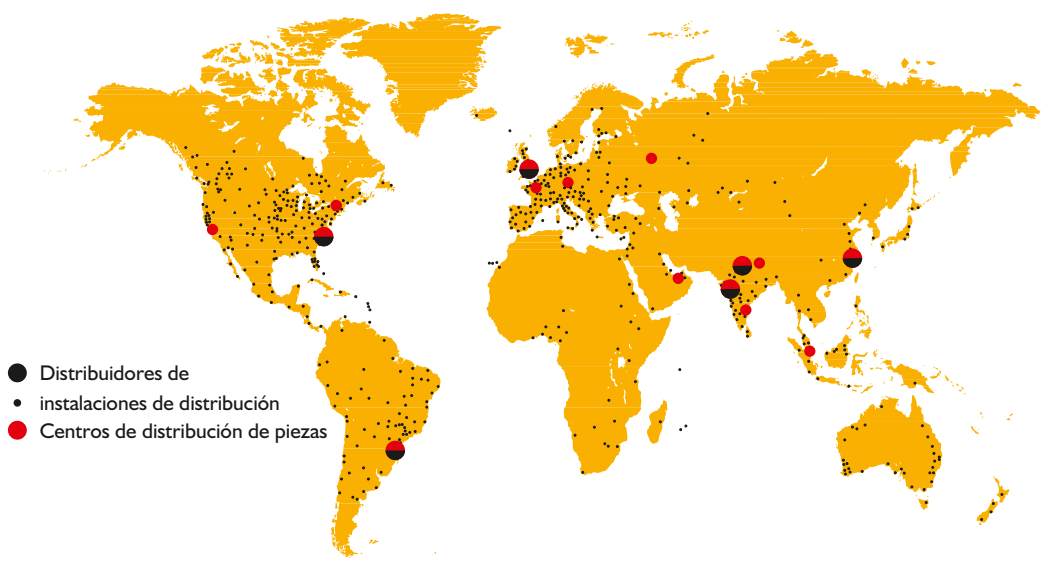 Distribuidores de
instalaciones de distribución
Centros de distribución de piezas